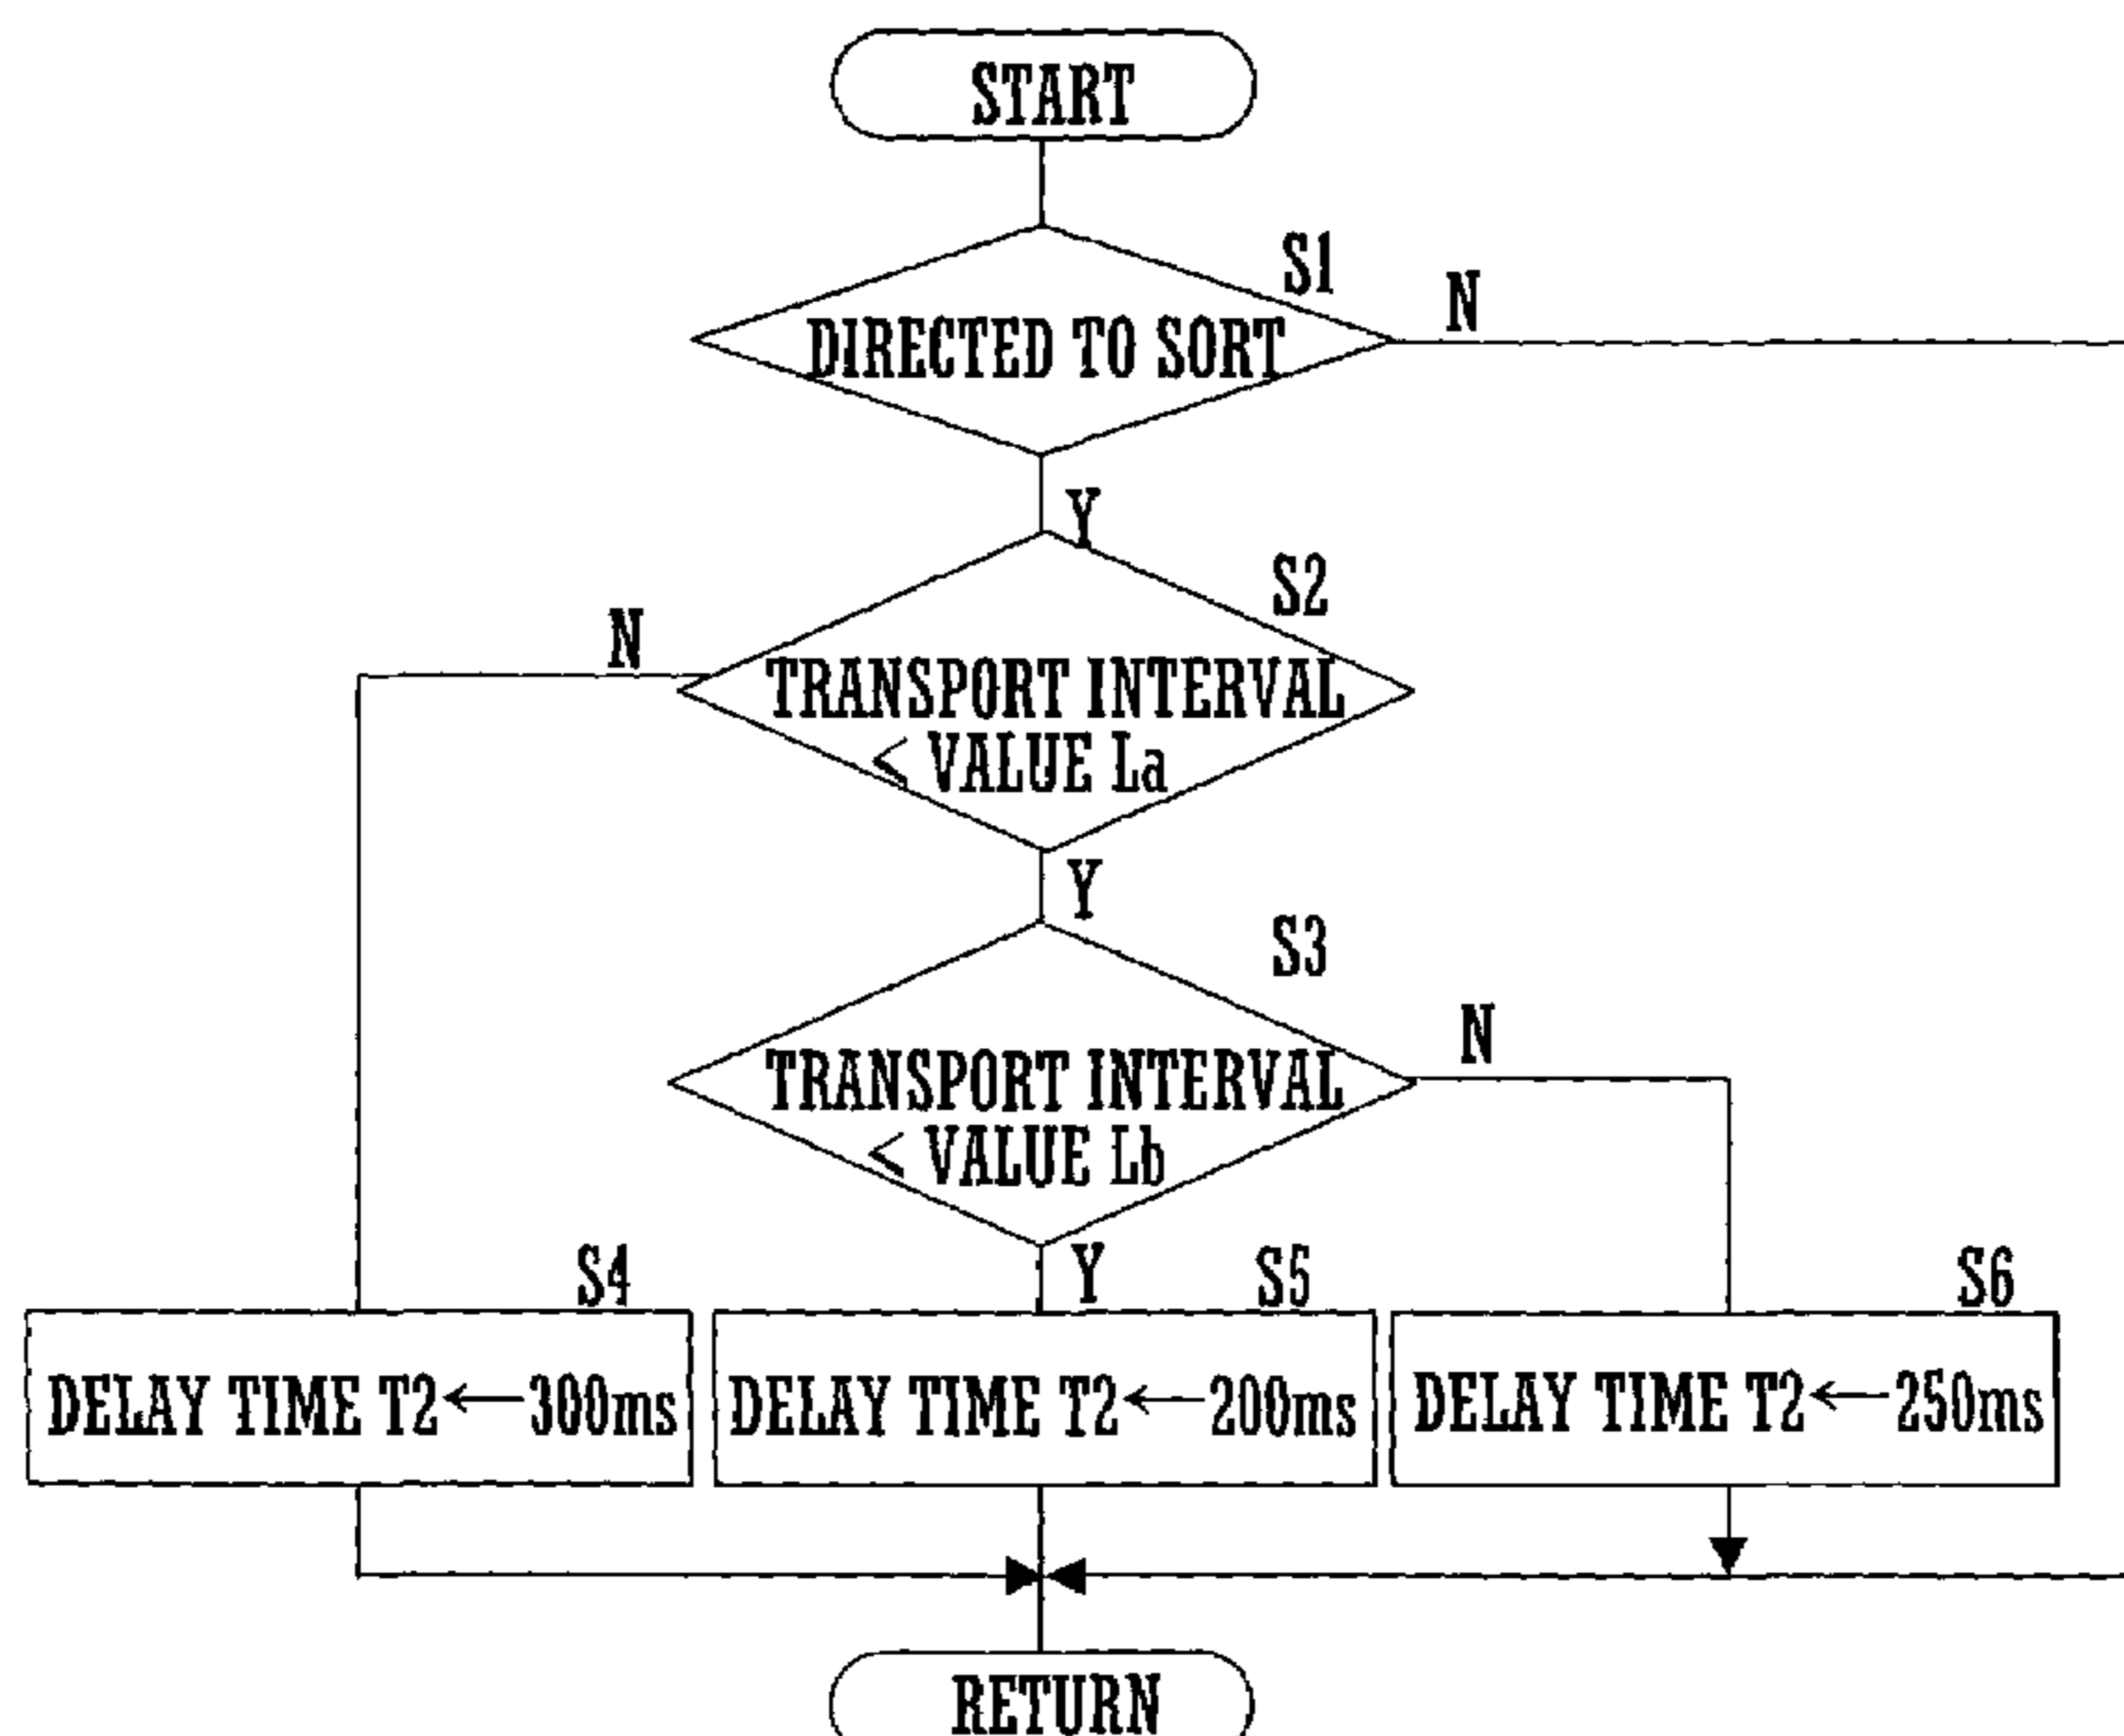 START
S1
N
DIRECTED TO SORT
Y
S2
N
TRANSPORT INTERVAL
< VALUE La
Y
S3
N
TRANSPORT INTERVAL
< VALUE Lb
Y
S4
S5
S6
DELAY TIME T2←300ms
DELAY TIME T2←200ms
DELAY TIME T2←250ms
RETURN